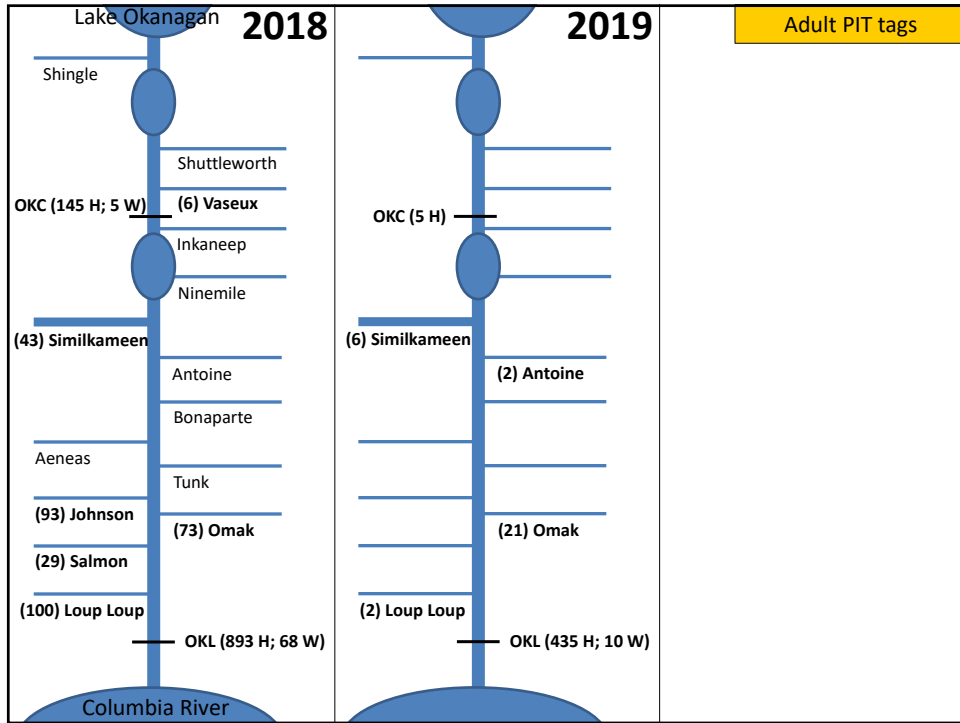 Lake Okanagan
2018
Shingle
Shuttleworth
(6) Vaseux
OKC (145 H; 5 W)
Inkaneep
Ninemile
(43) Similkameen
Antoine
Bonaparte
Aeneas
Tunk
(93) Johnson
(73) Omak
(29) Salmon
(100) Loup Loup
OKL (893 H; 68 W)
Columbia River
2019
OKC (5 H)
(6) Similkameen
(2) Antoine
(21) Omak
(2) Loup Loup
OKL (435 H; 10 W)
Adult PIT tags